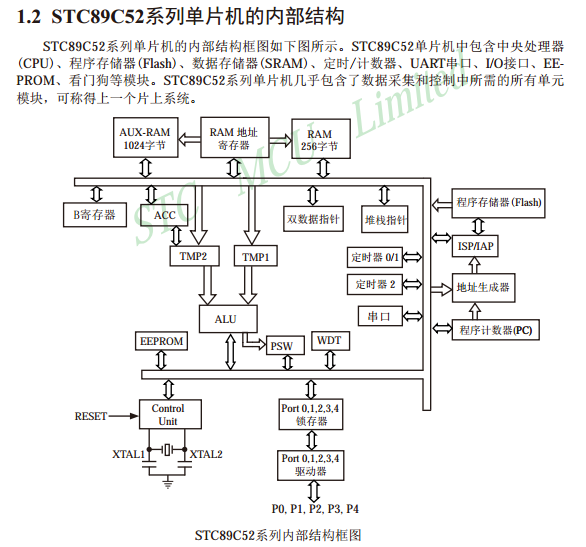 1.2 STC89C52系列单片机的内部结构
STC89C52系列单片机的内部结构框图如下图所示。STC89C52单片机中包含中央处理器
(CPU)、程序存储器(Flash)、数据存储器(SRAM)、定时/计数器、UART串口、I/O接口、EE-
PROM、看门狗等模块。STC89C52系列单片机几乎包含了数据采集和控制中所需的所有单元
模块，可称得上一个片上系统。
STC MCU Limited
AUX-RAM
1024字节
RAM 地址
寄存器
RAM
256字节
B寄存器
ACC
双数据指针
堆栈指针
程序存储器(Flash)
ISP/IAP
TMP2
TMP1
定时器 0/1
定时器 2
地址生成器
串口
程序计数器(PC)
ALU
EEPROM
PSW
WDT
RESET
Control
Unit
Port 0,1,2,3,4
锁存器
XTAL1
XTAL2
Port 0,1,2,3,4
驱动器
P0, P1, P2, P3, P4
STC89C52系列内部结构框图